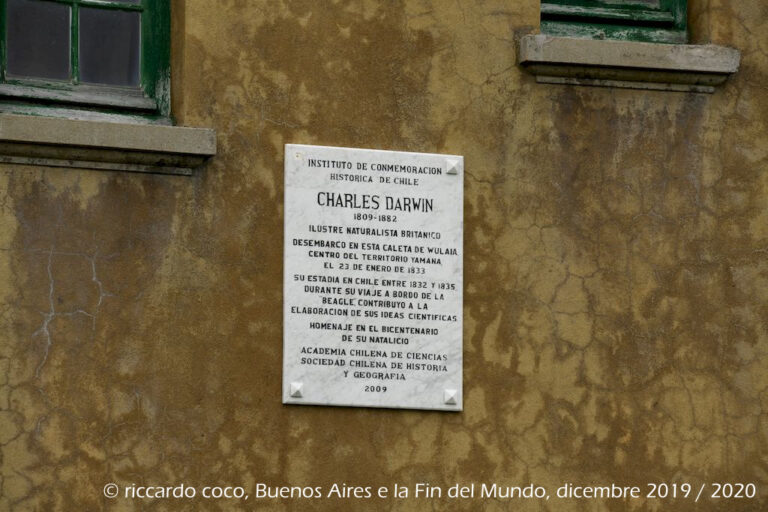 INSTITUTO DE CONMEMORACION
HISTORICA DE CHILE
CHARLES DARWIN
1809-1882
ILUSTRE NATURALISTA BRITANICO
DESEMBARCO EN ESTA CALETA DE WULAIA,
CENTRO DEL TERRITORIO YAMANA,
EL 23 DE ENERO DE 1833
SU ESTADIA EN CHILE ENTRE 1832 Y 1835,
DURANTE SU VIAJE A BORDO DE LA
BEAGLE CONTRIBUYO A LA
ELABORACION DE SUS IDEAS CIENTIFICAS
HOMENAJE EN EL BICENTENARIO
DE SU NATALICIO
ACADEMIA CHILENA DE CIENCIAS
SOCIEDAD CHILENA DE HISTORIA
Y GEOGRAFIA
2009
© riccardo coco, Buenos Aires e la Fin del Mundo, dicembre 2019 / 2020